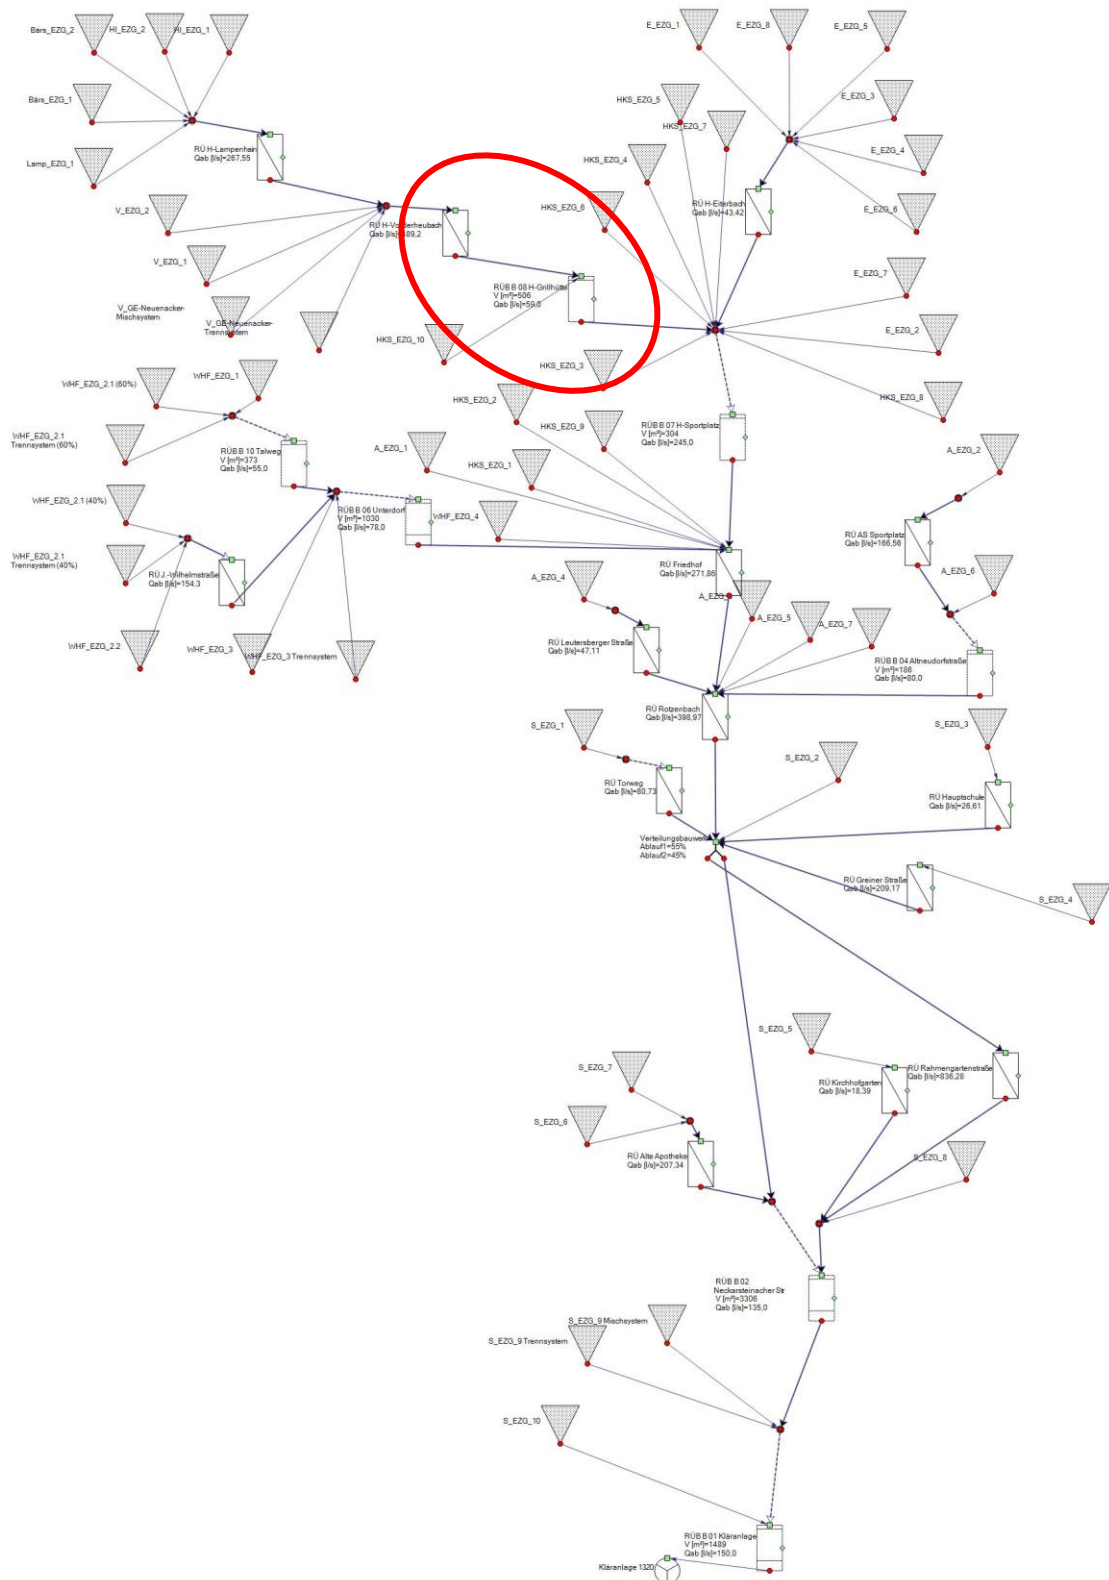 Bärs_EZG_2
HI_EZG_2
HI_EZG_1
E_EZG_1
E_EZG_8
E_EZG_5
Bärs_EZG_1
HKS_EZG_5
E_EZG_3
HKS_EZG_7
Lamp_EZG_1
RÜ H-Lampenhain
Qab [l/s]=267,55
HKS_EZG_4
E_EZG_4
V_EZG_2
HKS_EZG_6
RÜ H-Eiterbach
Qab [l/s]=43,42
E_EZG_6
RÜ H-Vorderheubach
Qab [l/s]=489,2
V_EZG_1
E_EZG_7
RÜB B 08 H-Grillhütte
V [m³]=506
Qab [l/s]=59,0
V_GE-Neuenacker-
Mischsystem
V_GE-Neuenacker-
Trennsystem
E_EZG_2
HKS_EZG_10
HKS_EZG_3
WHF_EZG_2.1 (60%)
WHF_EZG_1
HKS_EZG_2
HKS_EZG_8
WHF_EZG_2.1
Trennsystem (60%)
RÜB B 10 Talweg
V [m³]=373
Qab [l/s]=55,0
HKS_EZG_9
RÜB B 07 H-Sportplatz
V [m³]=304
Qab [l/s]=245,0
A_EZG_1
HKS_EZG_1
A_EZG_2
WHF_EZG_2.1 (40%)
RÜB B 06 Unterdorf
V [m³]=1030
Qab [l/s]=78,0
WHF_EZG_4
RÜ AS Sportplatz
Qab [l/s]=166,56
WHF_EZG_2.1
Trennsystem (40%)
RÜ J.-Wilhelmstraße
Qab [l/s]=154,3
RÜ Friedhof
Qab [l/s]=271,86
A_EZG_4
A_EZG_6
A_EZG_5
A_EZG_7
RÜ Leutersberger Straße
Qab [l/s]=47,11
WHF_EZG_2.2
WHF_EZG_3
WHF_EZG_3 Trennsystem
RÜB B 04 Altneudorfstraße
V [m³]=186
Qab [l/s]=80,0
RÜ Rotzenbach
Qab [l/s]=398,97
S_EZG_1
S_EZG_3
S_EZG_2
RÜ Torweg
Qab [l/s]=80,73
RÜ Hauptschule
Qab [l/s]=26,61
Verteilungsbauwerk
Ablauf1=55%
Ablauf2=45%
RÜ Greiner Straße
Qab [l/s]=209,17
S_EZG_4
S_EZG_5
S_EZG_7
RÜ Kirchhofgarten
Qab [l/s]=18,39
RÜ Rahmengartenstraße
Qab [l/s]=836,28
S_EZG_6
RÜ Alte Apotheke
Qab [l/s]=207,34
S_EZG_8
RÜB B 02
Neckarsteinacher Str
V [m³]=3306
Qab [l/s]=135,0
S_EZG_9 Mischsystem
S_EZG_9 Trennsystem
S_EZG_10
RÜB B 01 Kläranlage
V [m³]=1489
Qab [l/s]=150,0
Kläranlage 1320